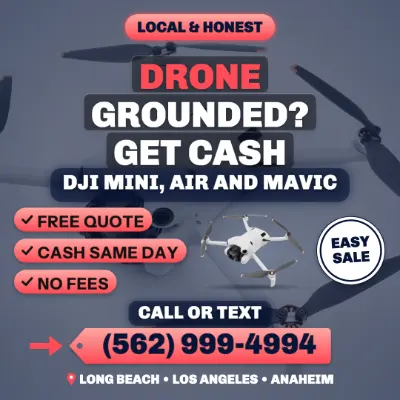 LOCAL & HONEST
DRONE
GROUNDED?
GET CASH
DJI MINI, AIR AND MAVIC
FREE QUOTE
CASH SAME DAY
NO FEES
EASY
SALE
CALL OR TEXT
(562) 999-4994
LONG BEACH • LOS ANGELES • ANAHEIM